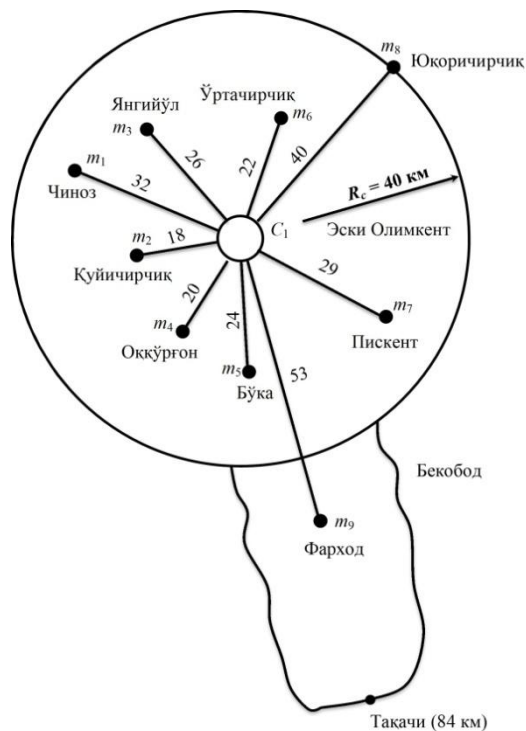 m8
Юқоричирчиқ
Ўртачирчиқ
m6
Янгийўл
m3
m1
Чиноз
26
22
40
32
Rc = 40 км
C1
Эски Олимкент
18
m2
Қуйичирчиқ
29
20
24
m7
Пискент
m4
Оққўрғон
m5
Бўка
53
Бекобод
m9
Фарход
Тақачи (84 км)